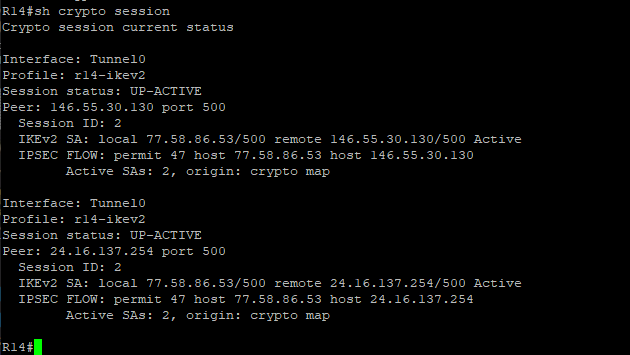 R14#sh crypto session
Crypto session current status

Interface: Tunnel0
Profile: r14-ikev2
Session status: UP-ACTIVE
Peer: 146.55.30.130 port 500
  Session ID: 2
  IKEv2 SA: local 77.58.86.53/500 remote 146.55.30.130/500 Active
  IPSEC FLOW: permit 47 host 77.58.86.53 host 146.55.30.130
        Active SAs: 2, origin: crypto map

Interface: Tunnel0
Profile: r14-ikev2
Session status: UP-ACTIVE
Peer: 24.16.137.254 port 500
  Session ID: 2
  IKEv2 SA: local 77.58.86.53/500 remote 24.16.137.254/500 Active
  IPSEC FLOW: permit 47 host 77.58.86.53 host 24.16.137.254
        Active SAs: 2, origin: crypto map

R14#